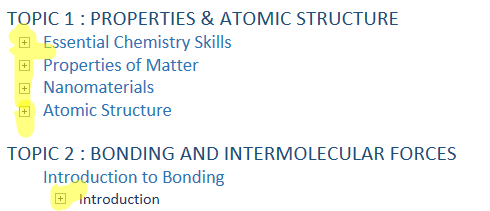 TOPIC 1 : PROPERTIES & ATOMIC STRUCTURE
Essential Chemistry Skills
Properties of Matter
Nanomaterials
Atomic Structure
TOPIC 2 : BONDING AND INTERMOLECULAR FORCES
Introduction to Bonding
Introduction